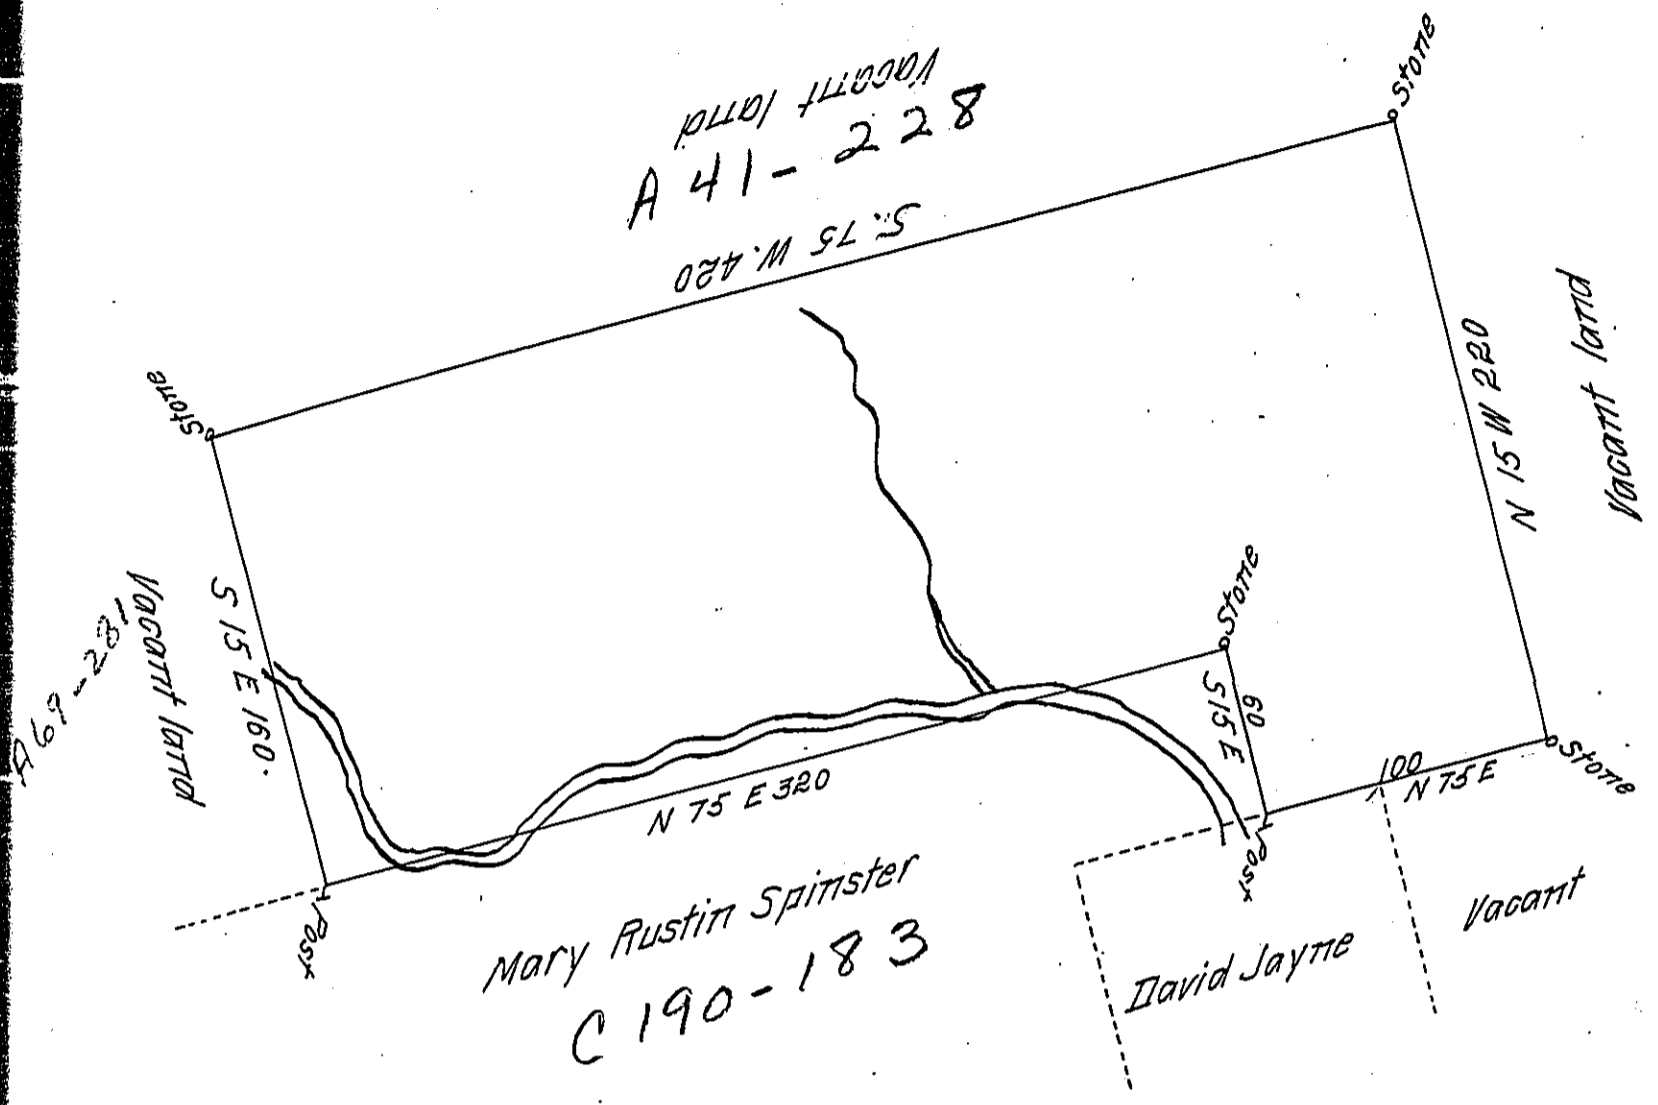 Vacant land
A 41-228
S. 75 W. 420
Stone
Stone
N 15 W 220
Vacant land
S 15 E 160.
Vacant land
A 69-281
Stone
60
S 15 E
100
N 75 E
Stone
N 75 E 320
Post
Post
Mary Rustin Spinster
C 190-183
David Jayne
Vacant